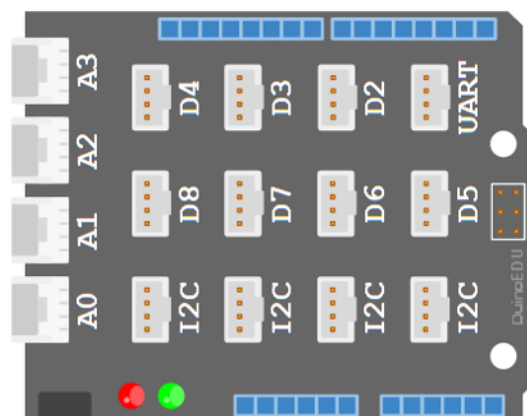 A3
D4
D3
D2
UART
A2
A1
D8
D7
D6
D5
A0
I2C
I2C
I2C
I2C
DuinoEDU